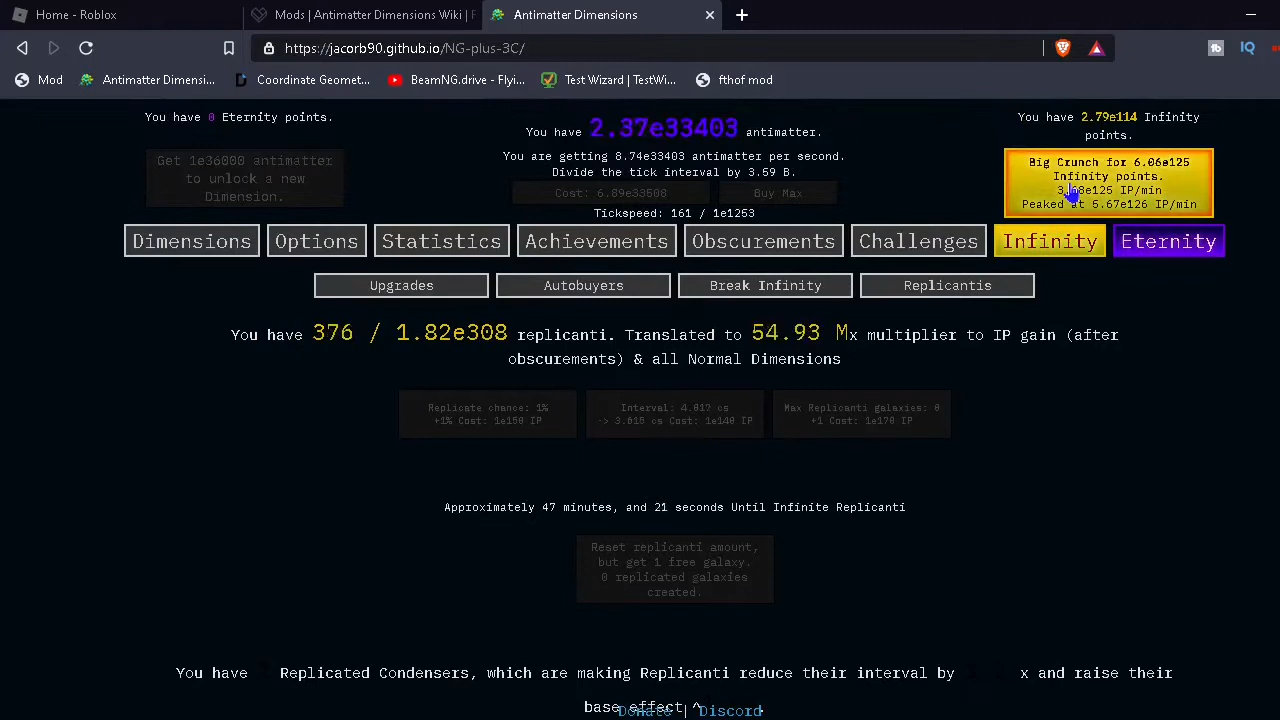 Home - Roblox
Mods | Antimatter Dimensions Wiki | F
Antimatter Dimensions
https://jacorb90.github.io/NG-plus-3C/
Mod
Antimatter Dimensi...
Coordinate Geomet...
BeamNG.drive - Flyi...
Test Wizard | TestWi...
fthof mod
You have 0 Eternity points.
Get 1e36000 antimatter
to unlock a new
Dimension.
You have 2.37e33403 antimatter.
You are getting 8.74e33403 antimatter per second.
Divide the tick interval by 3.59 B.
Cost: 6.89e33508
Buy Max
Tickspeed: 161 / 1e1253
You have 2.79e114 Infinity
points.
Big Crunch for 6.06e125
Infinity points.
IP/min
Peaked at 5.67e126 IP/min
Dimensions
Options
Statistics
Achievements
Obscurements
Challenges
Infinity
Eternity
Upgrades
Autobuyers
Break Infinity
Replicantis
You have 376 / 1.82e308 replicanti. Translated to 54.93 Mx multiplier to IP gain (after
obscurements) & all Normal Dimensions
Replicate chance: 1%
+1% Cost: 1e150 IP
Interval: 4.017 cs
-> 3.615 cs Cost: 1e140 IP
Max Replicanti galaxies: 0
+1 Cost: 1e170 IP
Approximately 47 minutes, and 21 seconds Until Infinite Replicanti
Reset replicanti amount,
but get 1 free galaxy.
0 replicated galaxies
created.
You have Replicated Condensers, which are making Replicanti reduce their interval by x and raise their
base effect ^ .
Donate | Discord